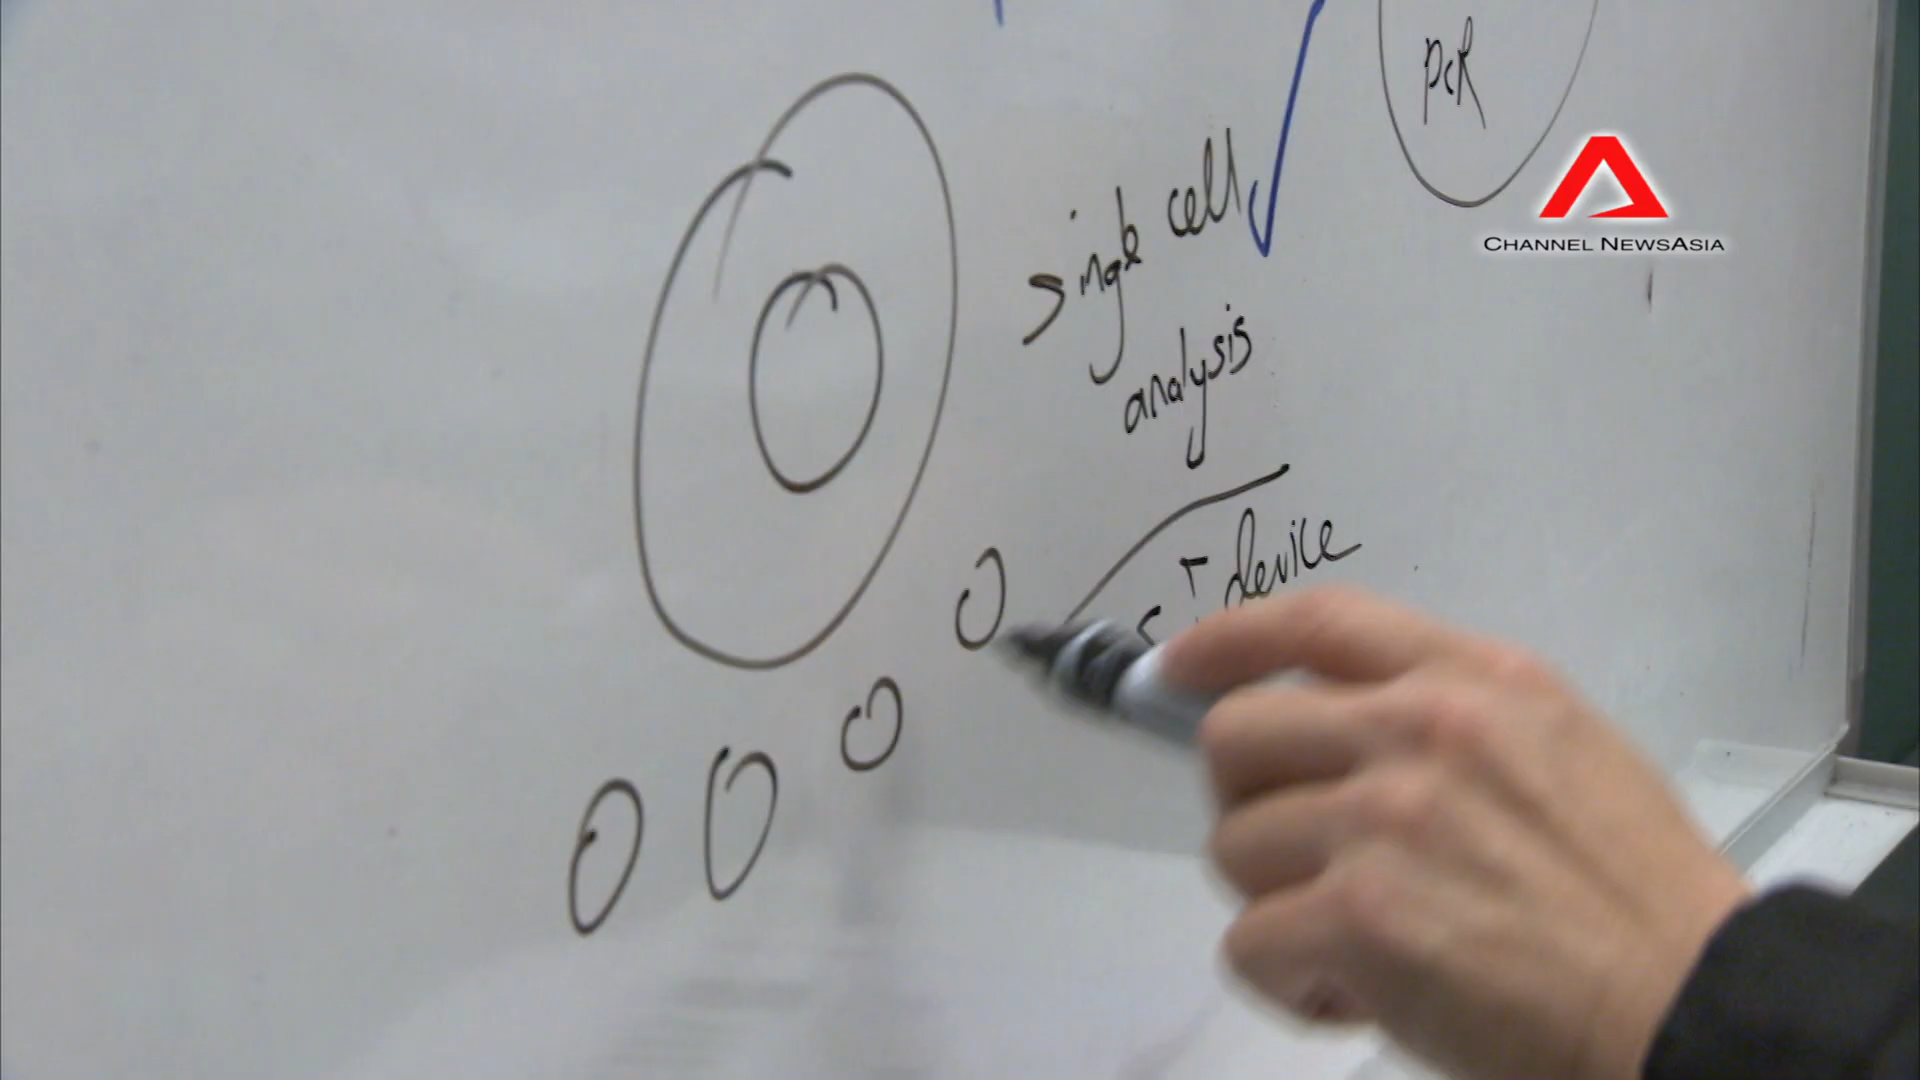 PCR
CHANNEL NEWSASIA
single cell
analysis
device